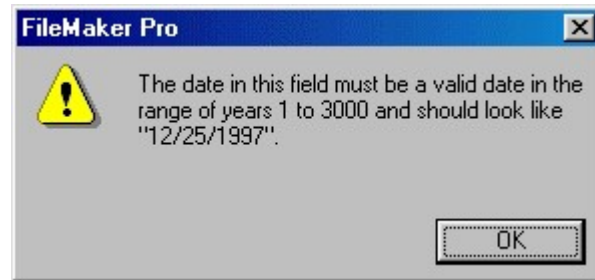 FileMaker Pro
The date in this field must be a valid date in the
range of years 1 to 3000 and should look like
"12/25/1997".
OK